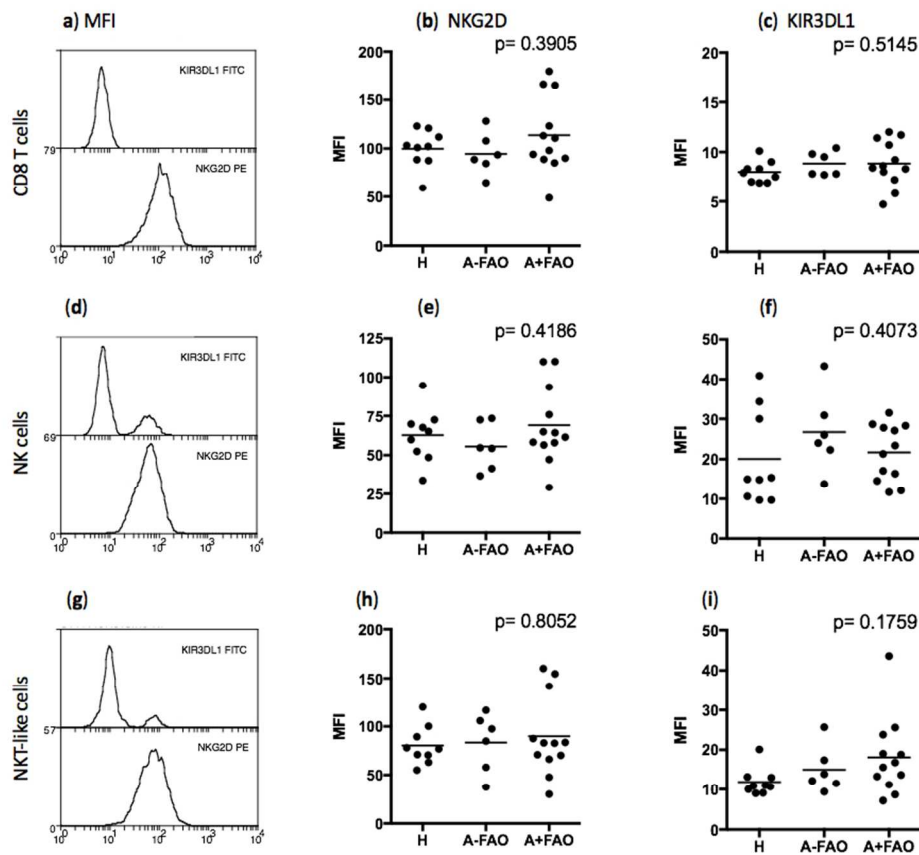 a) MFI
(b) NKG2D
(c) KIR3DL1
CD8 T cells
KIR3DL1 FITC
79
NKG2D PE
0
10^0 10^1 10^2 10^3 10^4
p= 0.3905
MFI
200
150
100
50
0
H A-FAO A+FAO
p= 0.5145
MFI
20
15
10
5
0
H A-FAO A+FAO
(d)
(e)
(f)
NK cells
KIR3DL1 FITC
69
NKG2D PE
0
10^0 10^1 10^2 10^3 10^4
p= 0.4186
MFI
125
100
75
50
25
0
H A-FAO A+FAO
p= 0.4073
MFI
50
40
30
20
10
0
H A-FAO A+FAO
(g)
(h)
(i)
NKT-like cells
KIR3DL1 FITC
57
NKG2D PE
0
10^0 10^1 10^2 10^3 10^4
p= 0.8052
MFI
200
150
100
50
0
H A-FAO A+FAO
p= 0.1759
MFI
50
40
30
20
10
0
H A-FAO A+FAO